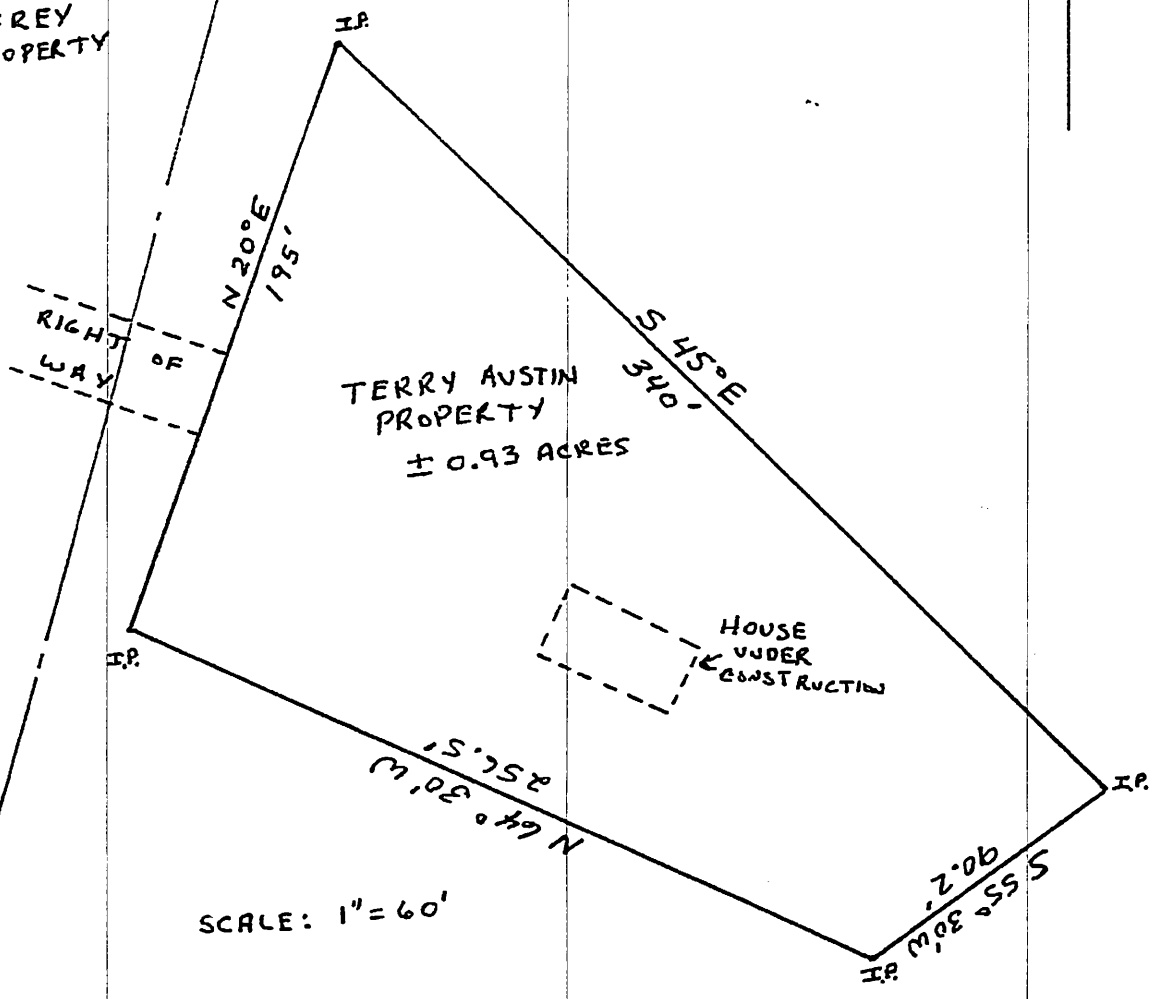 REY
OPERTY
I.P.
N 20° E
195'
S 45° E
340'
RIGHT OF
WAY
TERRY AUSTIN
PROPERTY
± 0.93 ACRES
HOUSE
UNDER
CONSTRUCTION
I.P.
256.5'
N 64° 30' W
I.P.
90.2'
S 55° 30' W
I.P.
SCALE: 1" = 60'